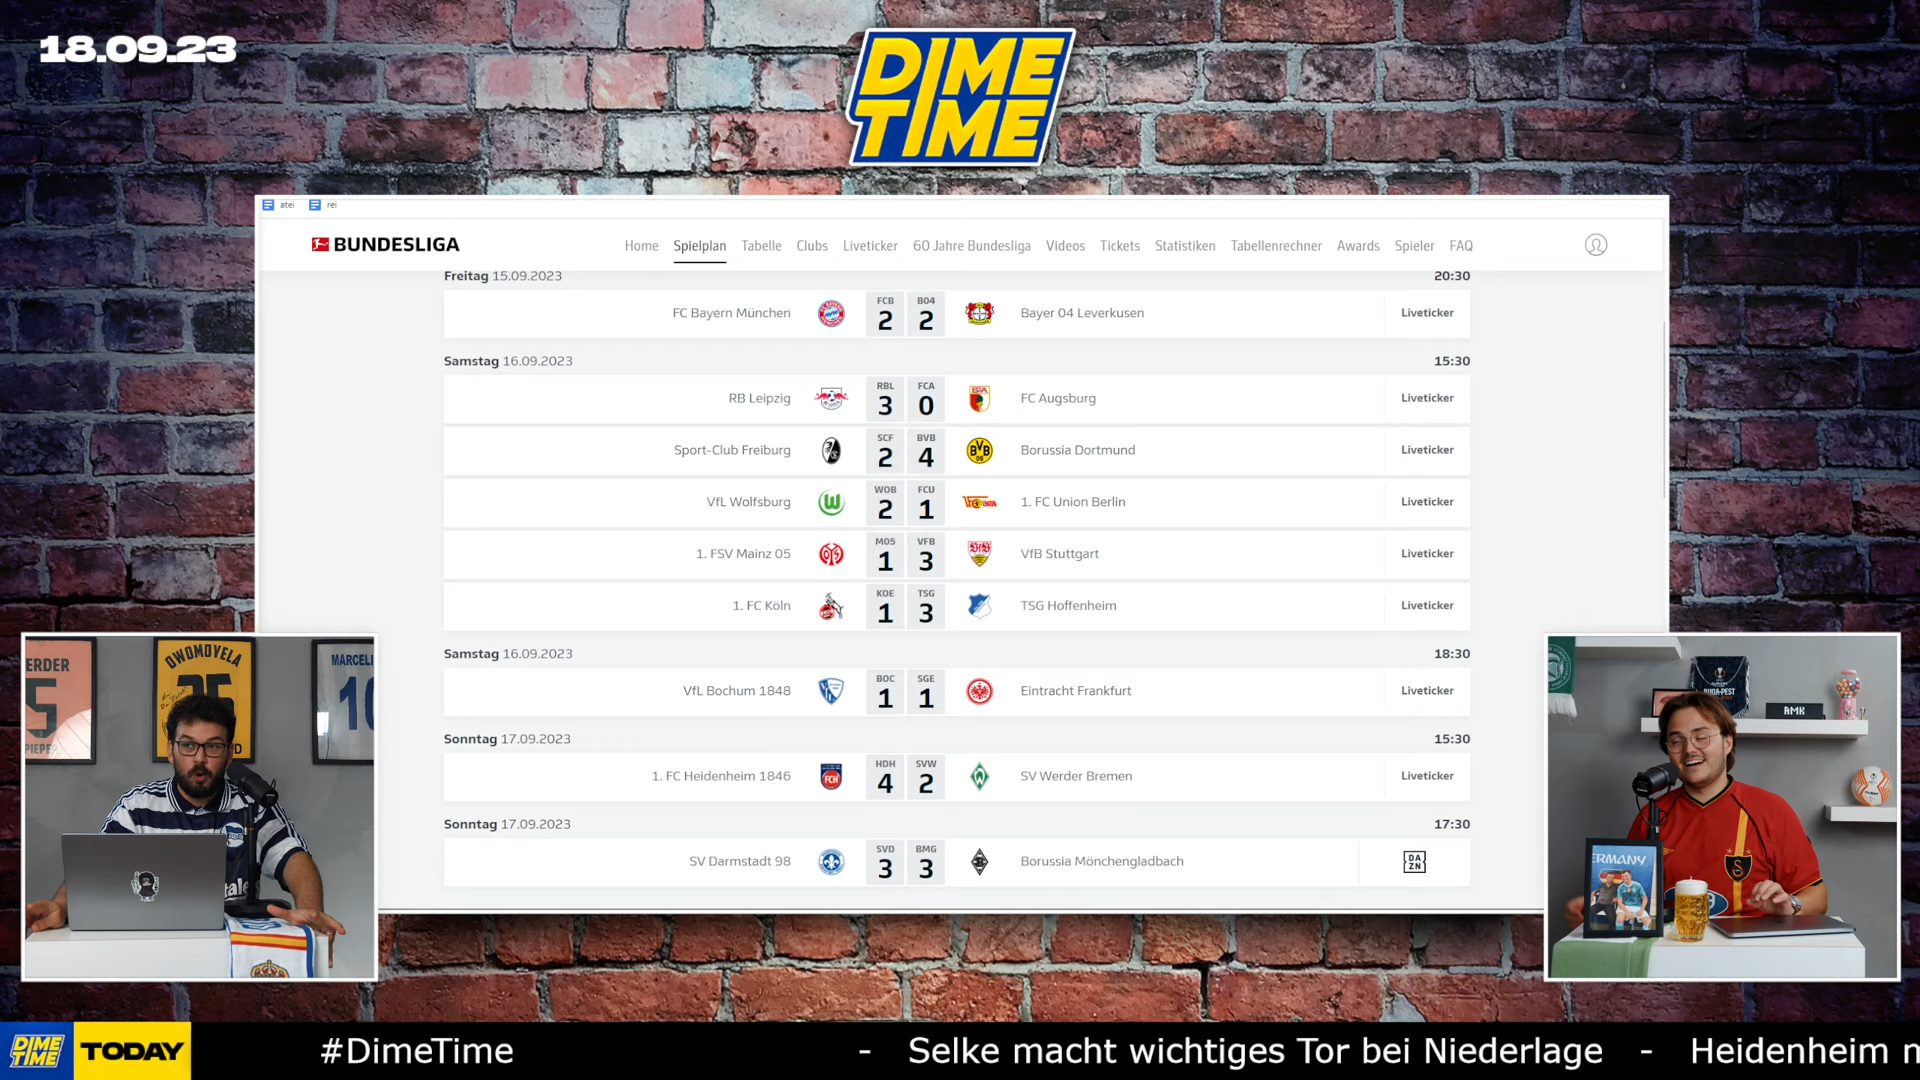 18.09.23
DIME
TIME
atei rei
BUNDESLIGA
Home Spielplan Tabelle Clubs Liveticker 60 Jahre Bundesliga Videos Tickets Statistiken Tabellenrechner Awards Spieler FAQ
Freitag 15.09.2023 20:30
FC Bayern München FCB 2 B04 2 Bayer 04 Leverkusen Liveticker
Samstag 16.09.2023 15:30
RB Leipzig RBL 3 FCA 0 FC Augsburg Liveticker
Sport-Club Freiburg SCF 2 BVB 4 Borussia Dortmund Liveticker
VfL Wolfsburg WOB 2 FCU 1 1. FC Union Berlin Liveticker
1. FSV Mainz 05 M05 1 VFB 3 VfB Stuttgart Liveticker
1. FC Köln KOE 1 TSG 3 TSG Hoffenheim Liveticker
Samstag 16.09.2023 18:30
VfL Bochum 1848 BOC 1 SGE 1 Eintracht Frankfurt Liveticker
Sonntag 17.09.2023 15:30
1. FC Heidenheim 1846 HDH 4 SVW 2 SV Werder Bremen Liveticker
Sonntag 17.09.2023 17:30
SV Darmstadt 98 SVD 3 BMG 3 Borussia Mönchengladbach DAZN
ERDER
5
PIEPER
OWOMOYELA
25
MARCELI
10
BUDAPEST
AMK
ERMANY
DIME
TIME
TODAY
#DimeTime - Selke macht wichtiges Tor bei Niederlage - Heidenheim